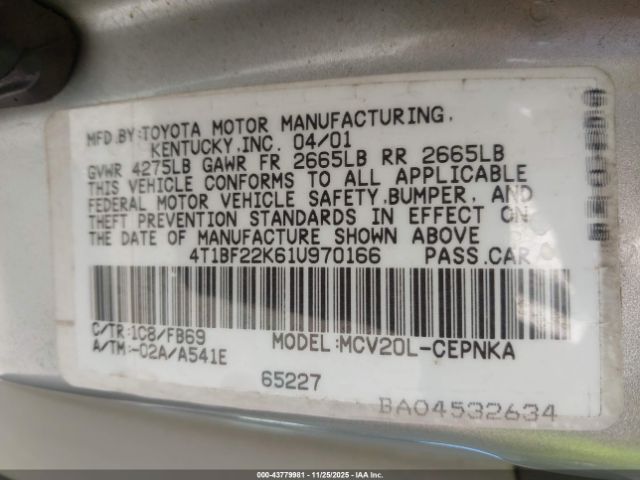 MFD.BY:TOYOTA MOTOR MANUFACTURING,
KENTUCKY,INC. 04/01
GVWR 4275LB GAWR FR 2665LB RR 2665LB
THIS VEHICLE CONFORMS TO ALL APPLICABLE
FEDERAL MOTOR VEHICLE SAFETY,BUMPER, AND
THEFT PREVENTION STANDARDS IN EFFECT ON
THE DATE OF MANUFACTURE SHOWN ABOVE
4T1BF22K61U970166 PASS.CAR
C/TR:1C8/FB69
A/TM:-02A/A541E
MODEL:MCV20L-CEPNKA
65227
BA04532634
000-43779981 - 11/25/2025 - IAA Inc.